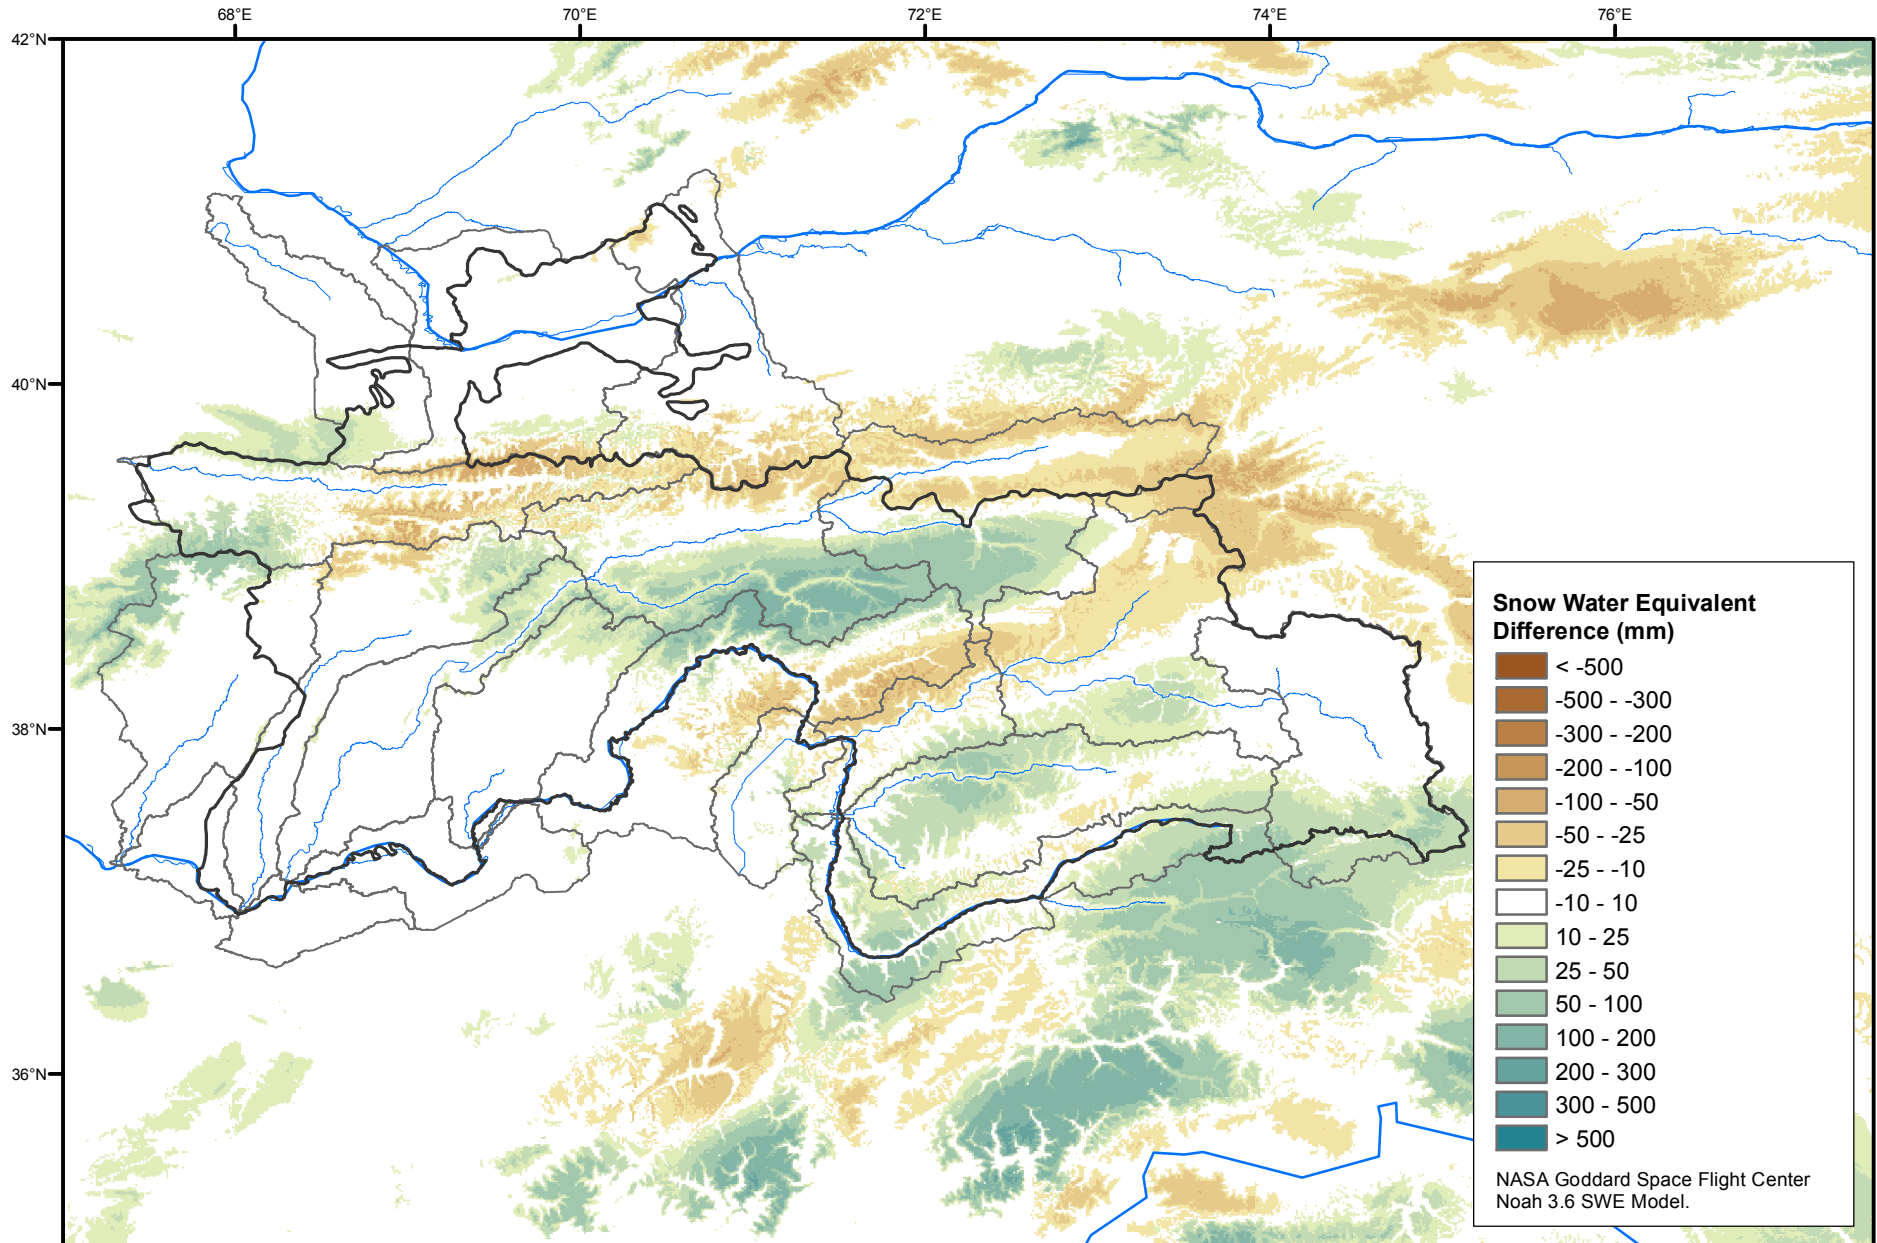 68°E 70°E 72°E 74°E 76°E
42°N
40°N
38°N
36°N
Snow Water Equivalent
Difference (mm)
< -500
-500 - -300
-300 - -200
-200 - -100
-100 - -50
-50 - -25
-25 - -10
-10 - 10
10 - 25
25 - 50
50 - 100
100 - 200
200 - 300
300 - 500
> 500
NASA Goddard Space Flight Center
Noah 3.6 SWE Model.